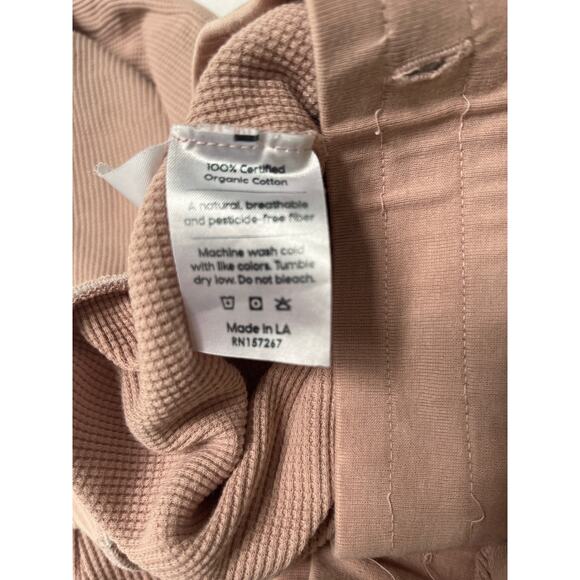 100% Certified
Organic Cotton
A natural, breathable
and pesticide-free fiber
Machine wash cold
with like colors. Tumble
dry low. Do not bleach.
Made in LA
RN157267